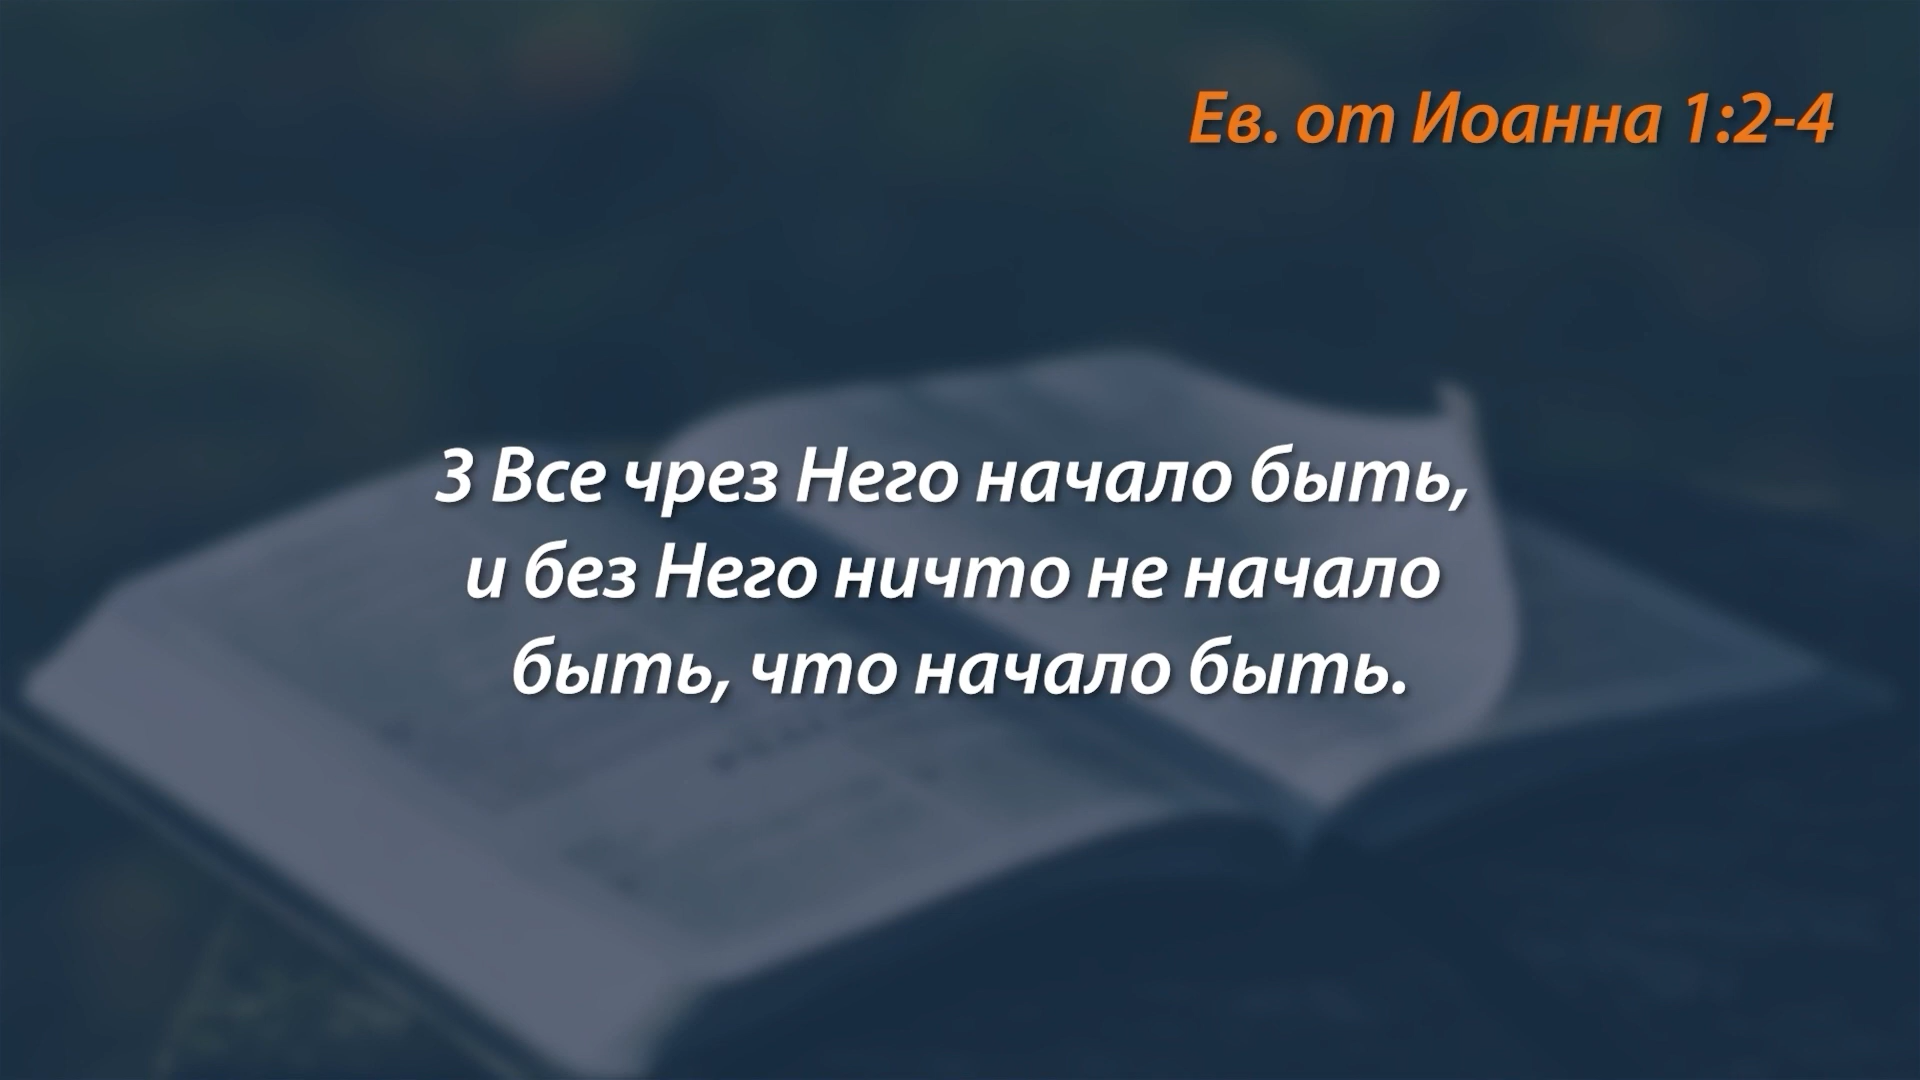 Ев. от Иоанна 1:2-4
3 Все чрез Него начало быть,
и без Него ничто не начало
быть, что начало быть.